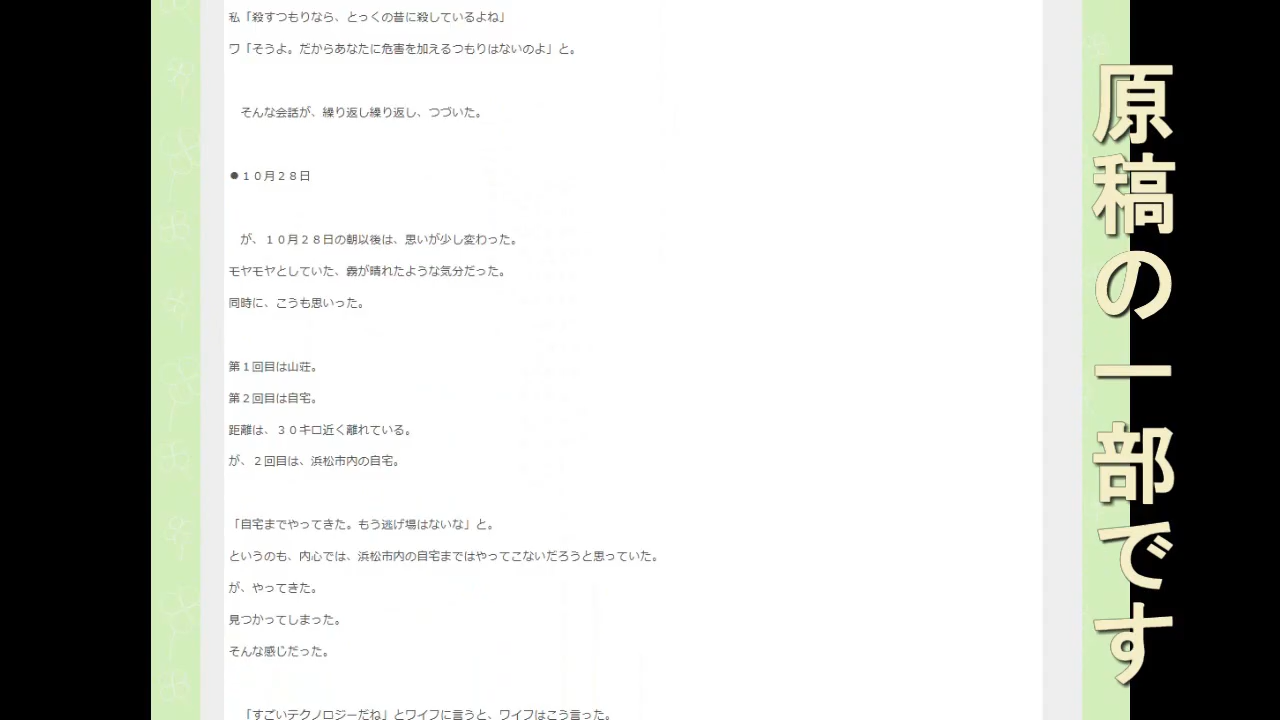 私「殺すつもりなら、とっくの昔に殺しているよね」
ワ「そうよ。だからあなたに危害を加えるつもりはないのよ」と。
そんな会話が、繰り返し繰り返し、つづいた。
●１０月２８日
が、１０月２８日の朝以後は、思いが少し変わった。
モヤモヤとしていた、霧が晴れたような気分だった。
同時に、こうも思いった。
第１回目は山荘。
第２回目は自宅。
距離は、３０キロ近く離れている。
が、２回目は、浜松市内の自宅。
「自宅までやってきた。もう逃げ場はないな」と。
というのも、内心では、浜松市内の自宅まではやってこないだろうと思っていた。
が、やってきた。
見つかってしまった。
そんな感じだった。
「すごいテクノロジーだね」とワイフに言うと、ワイフはこう言った。
原稿の一部です